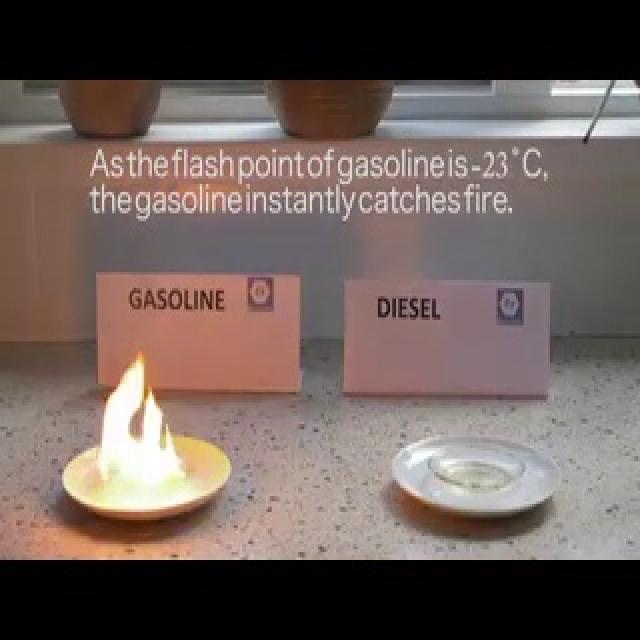 As the flash point of gasoline is -23°C,
the gasoline instantly catches fire.
GASOLINE
DIESEL